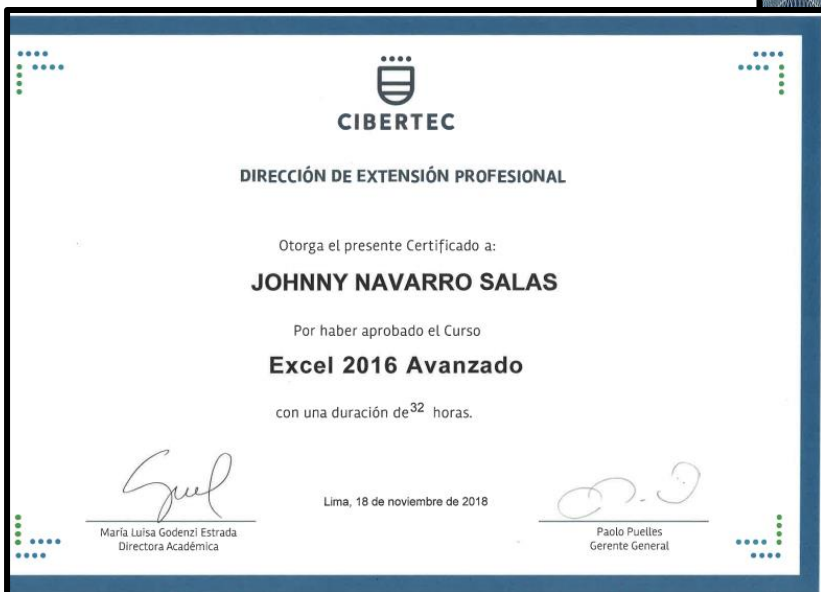 CIBERTEC
DIRECCIÓN DE EXTENSIÓN PROFESIONAL
Otorga el presente Certificado a:
JOHNNY NAVARRO SALAS
Por haber aprobado el Curso
Excel 2016 Avanzado
con una duración de 32 horas.
Lima, 18 de noviembre de 2018
María Luisa Godenzi Estrada
Directora Académica
Paolo Puelles
Gerente General